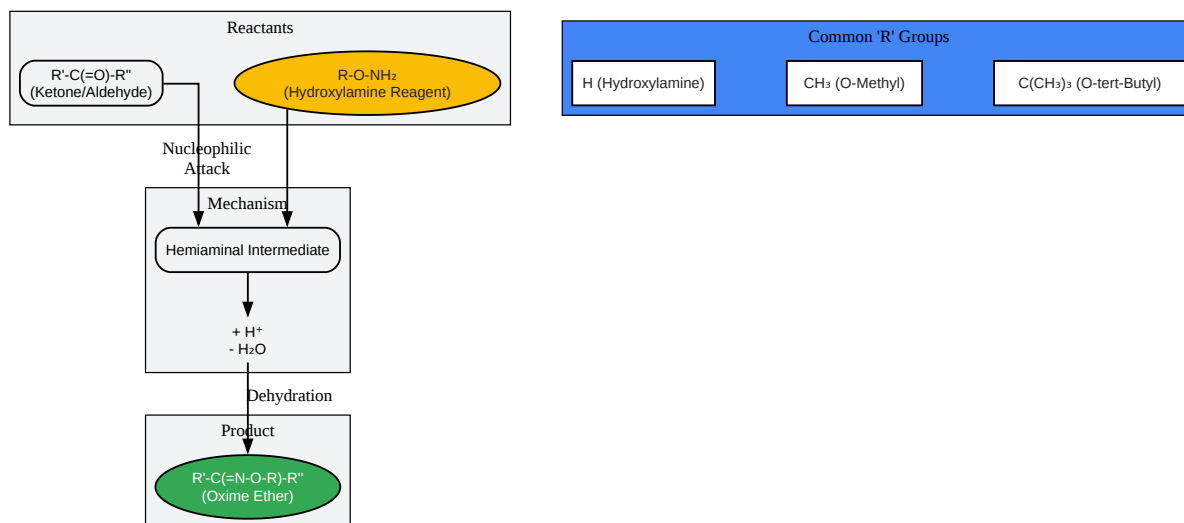 Reactants
R'-C(=O)-R''
(Ketone/Aldehyde)
R-O-NH₂
(Hydroxylamine Reagent)
Nucleophilic
Attack
Mechanism
Hemiaminal Intermediate
+ H⁺
- H₂O
Dehydration
Product
R'-C(=N-O-R)-R''
(Oxime Ether)
Common 'R' Groups
H (Hydroxylamine)
CH₃ (O-Methyl)
C(CH₃)₃ (O-tert-Butyl)